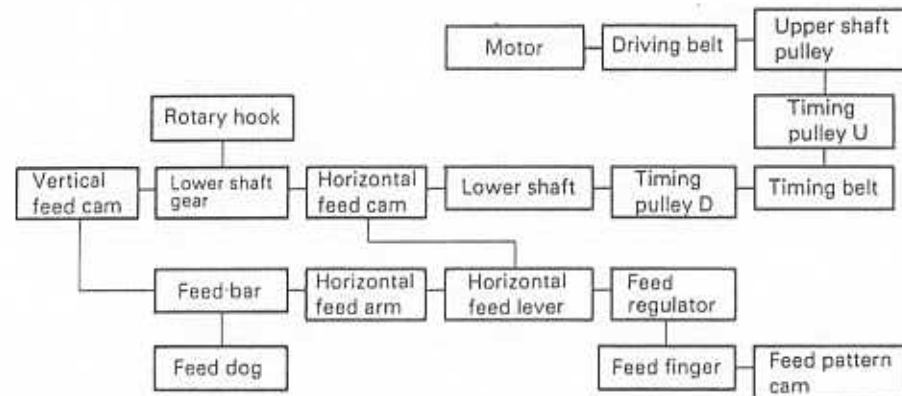 Motor
Driving belt
Upper shaft
pulley
Timing
pulley U
Rotary hook
Vertical
feed cam
Lower shaft
gear
Horizontal
feed cam
Lower shaft
Timing
pulley D
Timing belt
Feed bar
Horizontal
feed arm
Horizontal
feed lever
Feed
regulator
Feed dog
Feed finger
Feed pattern
cam